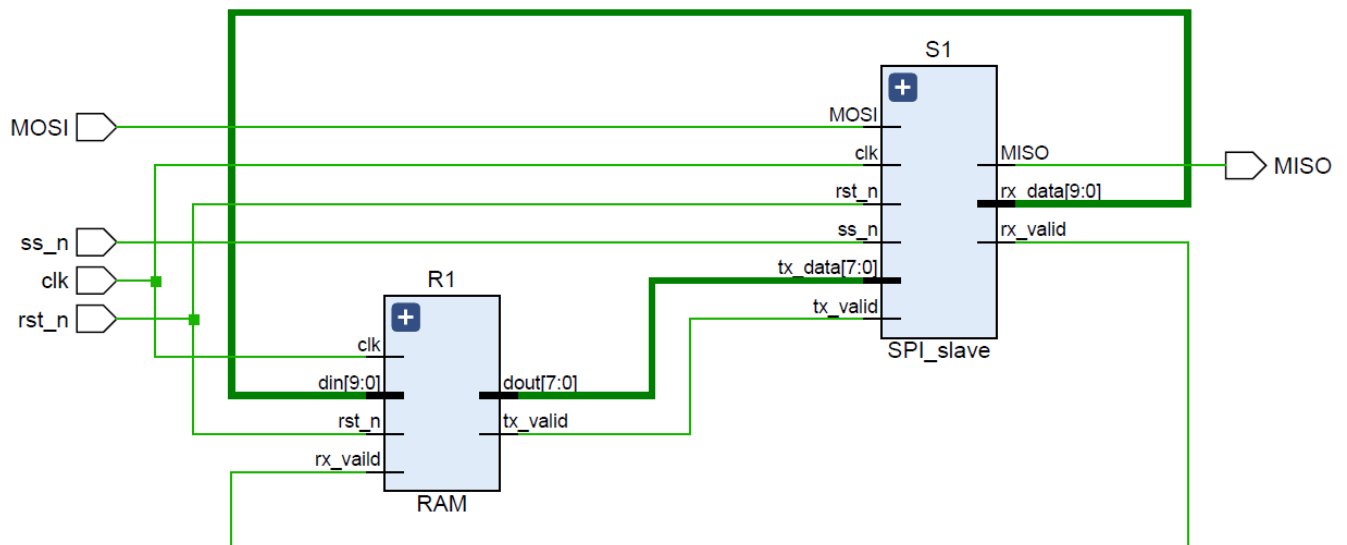 S1
MOSI
MOSI
clk
MISO
MISO
rst_n
rx_data[9:0]
ss_n
ss_n
rx_valid
clk
R1
tx_data[7:0]
rst_n
tx_valid
clk
SPI_slave
din[9:0]
dout[7:0]
rst_n
tx_valid
rx_vaild
RAM